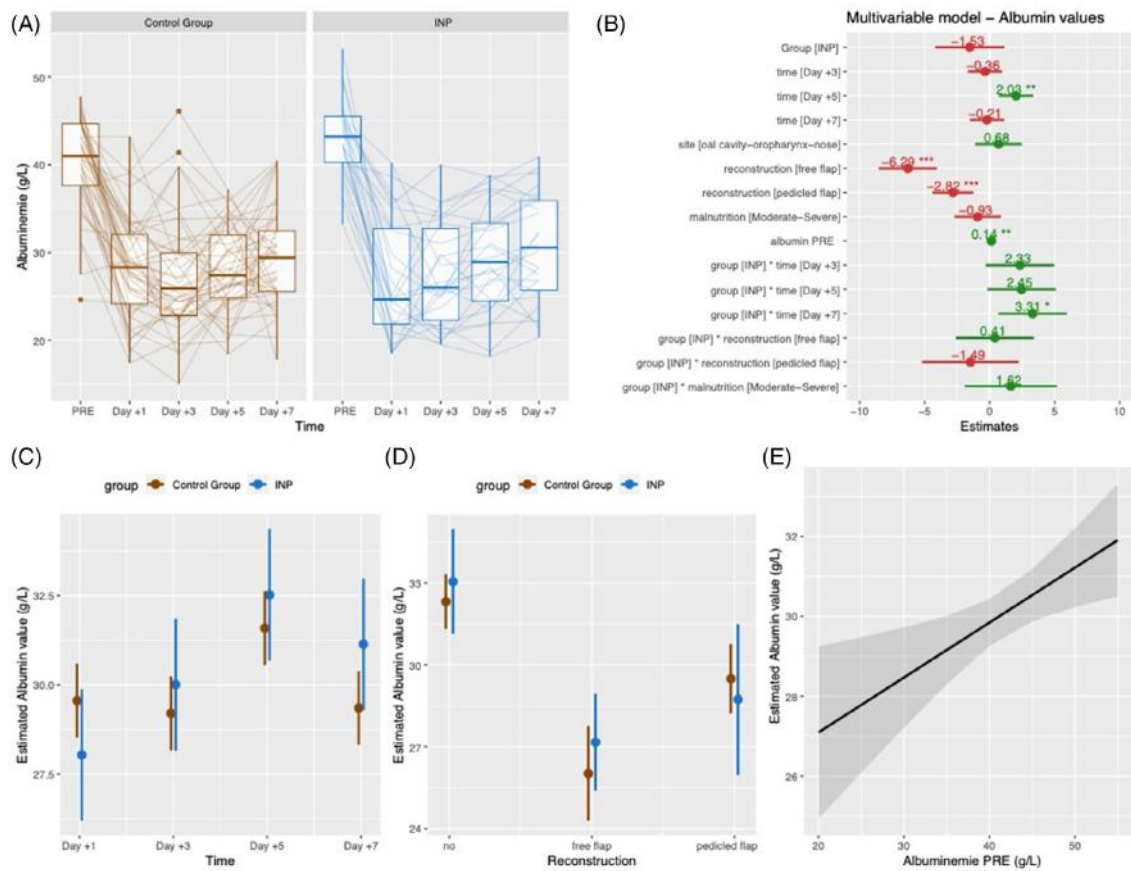 (A)
Control Group
INP
Albuminemie (g/L)
50
40
30
20
PRE Day +1 Day +3 Day +5 Day +7 PRE Day +1 Day +3 Day +5 Day +7
Time
(B)
Multivariable model – Albumin values
Group [INP] −1.53
time [Day +3] −0.36
time [Day +5] 2.03 **
time [Day +7] −0.21
site [oal cavity–oropharynx–nose] 0.68
reconstruction [free flap] −6.29 ***
reconstruction [pedicled flap] −2.82 ***
malnutrition [Moderate–Severe] −0.93
albumin PRE 0.14 **
group [INP] * time [Day +3] 2.33
group [INP] * time [Day +5] 2.45
group [INP] * time [Day +7] 3.31 *
group [INP] * reconstruction [free flap] 0.41
group [INP] * reconstruction [pedicled flap] −1.49
group [INP] * malnutrition [Moderate–Severe] 1.62
−10 −5 0 5 10
Estimates
(C)
group Control Group INP
Estimated Albumin value (g/L)
32.5
30.0
27.5
Day +1 Day +3 Day +5 Day +7
Time
(D)
group Control Group INP
Estimated Albumin value (g/L)
33
30
27
24
no free flap pedicled flap
Reconstruction
(E)
Estimated Albumin value (g/L)
32
30
28
26
20 30 40 50
Albuminemie PRE (g/L)